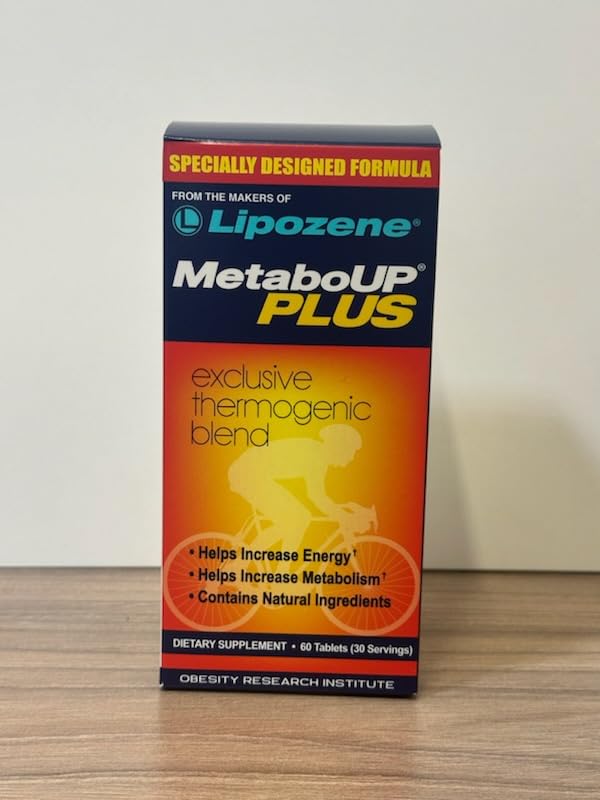 SPECIALLY DESIGNED FORMULA
FROM THE MAKERS OF
L Lipozene®
MetaboUP®
PLUS
exclusive
thermogenic
blend
• Helps Increase Energy†
• Helps Increase Metabolism†
• Contains Natural Ingredients
DIETARY SUPPLEMENT • 60 Tablets (30 Servings)
OBESITY RESEARCH INSTITUTE